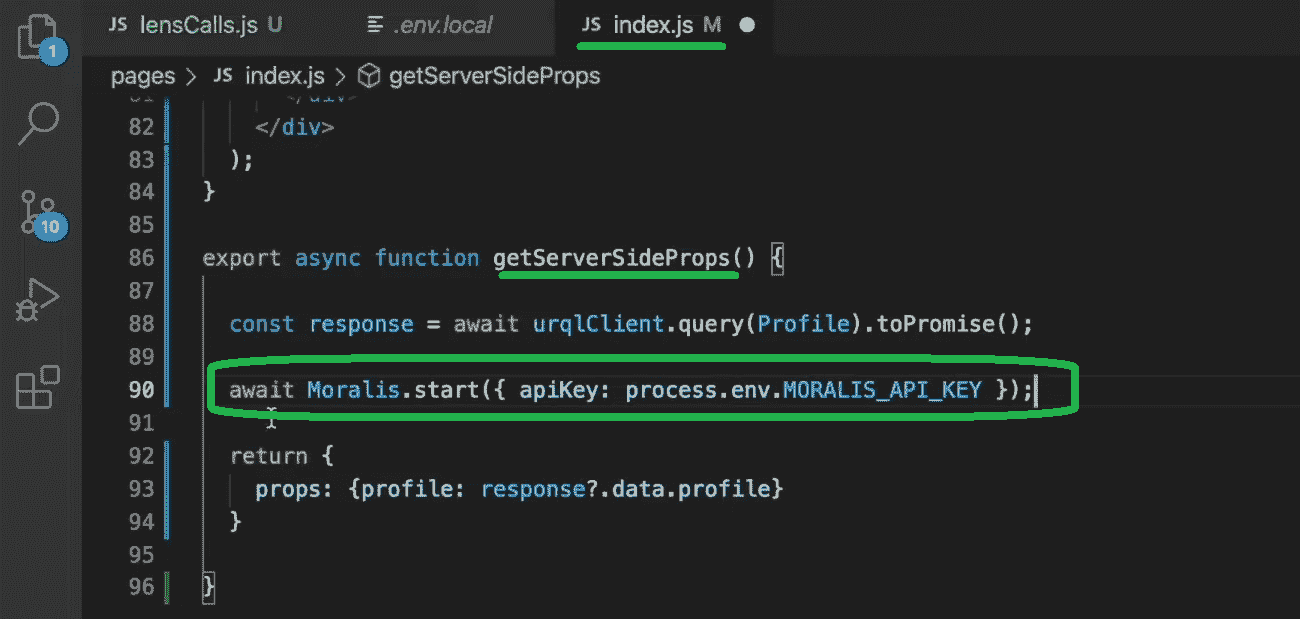 JS lensCalls.js U .env.local JS index.js M
1
pages > JS index.js > getServerSideProps
81 </div>
82 </div>
83 );
84 }
85
86 export async function getServerSideProps() {
87
88 const response = await urqlClient.query(Profile).toPromise();
89
90 await Moralis.start({ apiKey: process.env.MORALIS_API_KEY });
91
92 return {
93 props: {profile: response?.data.profile}
94 }
95
96 }
10